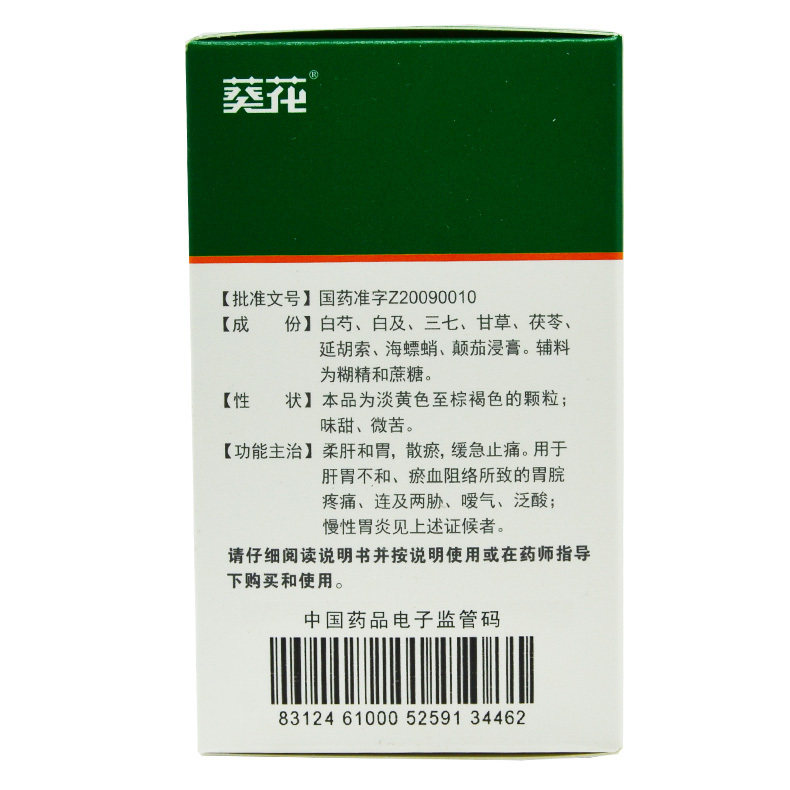 葵花®
【批准文号】国药准字Z20090010
【成　份】白芍、白及、三七、甘草、茯苓、
延胡索、海螵蛸、颠茄浸膏。辅料
为糊精和蔗糖。
【性　状】本品为淡黄色至棕褐色的颗粒；
味甜、微苦。
【功能主治】柔肝和胃，散瘀，缓急止痛。用于
肝胃不和、瘀血阻络所致的胃脘
疼痛、连及两胁、嗳气、泛酸；
慢性胃炎见上述证候者。
请仔细阅读说明书并按说明使用或在药师指导
下购买和使用。
中国药品电子监管码
83124 61000 52591 34462